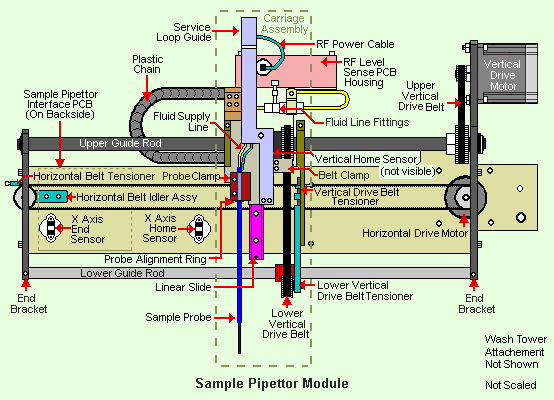 Carriage
Assembly
Service
Loop Guide
RF Power Cable
Plastic
Chain
RF Level
Sense PCB
Housing
Vertical
Drive
Motor
Upper
Vertical
Drive Belt
Sample Pipettor
Interface PCB
(On Backside)
Fluid Supply
Line
Fluid Line Fittings
Upper Guide Rod
Vertical Home Sensor
(not visible)
Horizontal Belt Tensioner
Probe Clamp
Belt Clamp
Horizontal Belt Idler Assy
Vertical Drive Belt
Tensioner
X Axis
End
Sensor
X Axis
Home
Sensor
Horizontal Drive Motor
Probe Alignment Ring
Lower Guide Rod
Linear Slide
Lower Vertical
Drive Belt Tensioner
End
Bracket
End
Bracket
Sample Probe
Lower
Vertical
Drive Belt
Wash Tower
Attachement
Not Shown
Sample Pipettor Module
Not Scaled